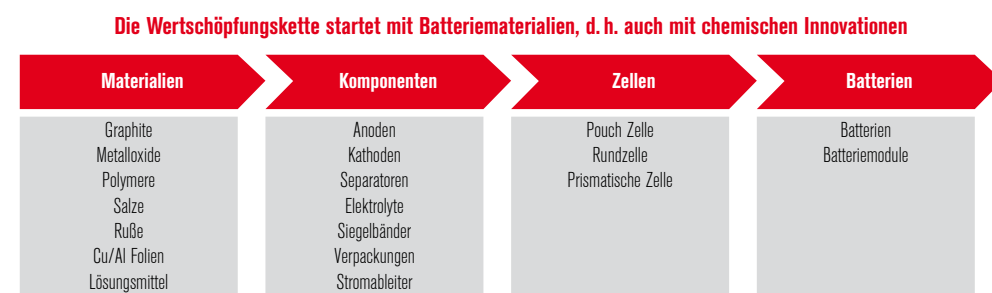 Die Wertschöpfungskette startet mit Batteriematerialien, d. h. auch mit chemischen Innovationen
Materialien
Graphite
Metalloxide
Polymere
Salze
Ruße
Cu/Al Folien
Lösungsmittel
Komponenten
Anoden
Kathoden
Separatoren
Elektrolyte
Siegelbänder
Verpackungen
Stromableiter
Zellen
Pouch Zelle
Rundzelle
Prismatische Zelle
Batterien
Batterien
Batteriemodule